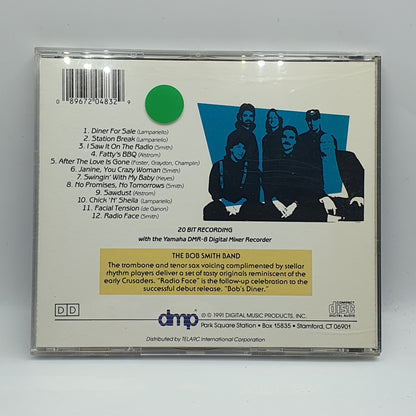 0 89672 04832 9
1. Diner For Sale (Lampariello)
2. Station Break (Lampariello)
3. I Saw It On The Radio (Smith)
4. Fatty's BBQ (Astrom)
5. After The Love Is Gone (Foster, Graydon, Champlin)
6. Janine, You Crazy Woman (Smith)
7. Swingin' With My Baby (Keyes)
8. No Promises, No Tomorrows (Smith)
9. Sawdust (Astrom)
10. Chick 'N' Sheila (Lampariello)
11. Facial Tension (de Ganon)
12. Radio Face (Smith)
20 BIT RECORDING
with the Yamaha DMR-8 Digital Mixer Recorder
THE BOB SMITH BAND
The trombone and tenor sax voicing complimented by stellar
rhythm players deliver a set of tasty originals reminiscent of the
early Crusaders. "Radio Face" is the follow-up celebration to the
successful debut release, "Bob's Diner."
DD
dmp
℗ © 1991 DIGITAL MUSIC PRODUCTS, INC.
Park Square Station • Box 15835 • Stamford, CT 06901
COMPACT
disc
DIGITAL AUDIO
Distributed by TELARC International Corporation